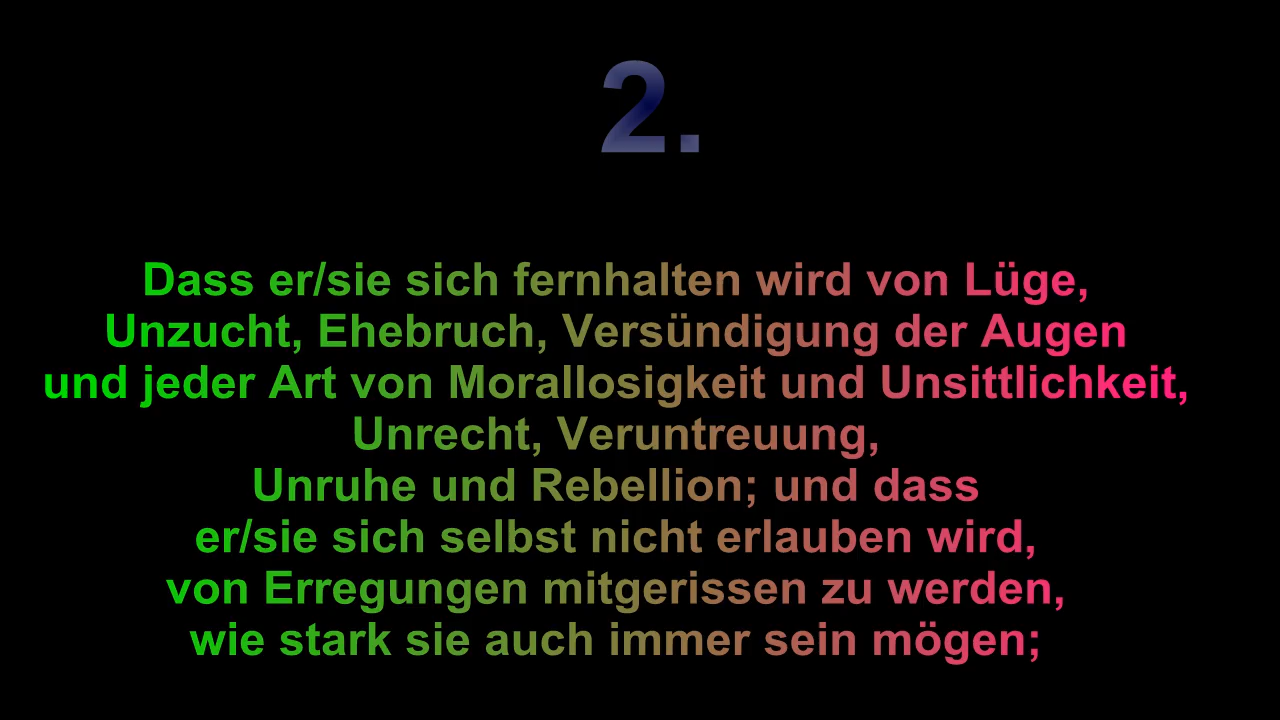 2.
Dass er/sie sich fernhalten wird von Lüge,
Unzucht, Ehebruch, Versündigung der Augen
und jeder Art von Morallosigkeit und Unsittlichkeit,
Unrecht, Veruntreuung,
Unruhe und Rebellion; und dass
er/sie sich selbst nicht erlauben wird,
von Erregungen mitgerissen zu werden,
wie stark sie auch immer sein mögen;